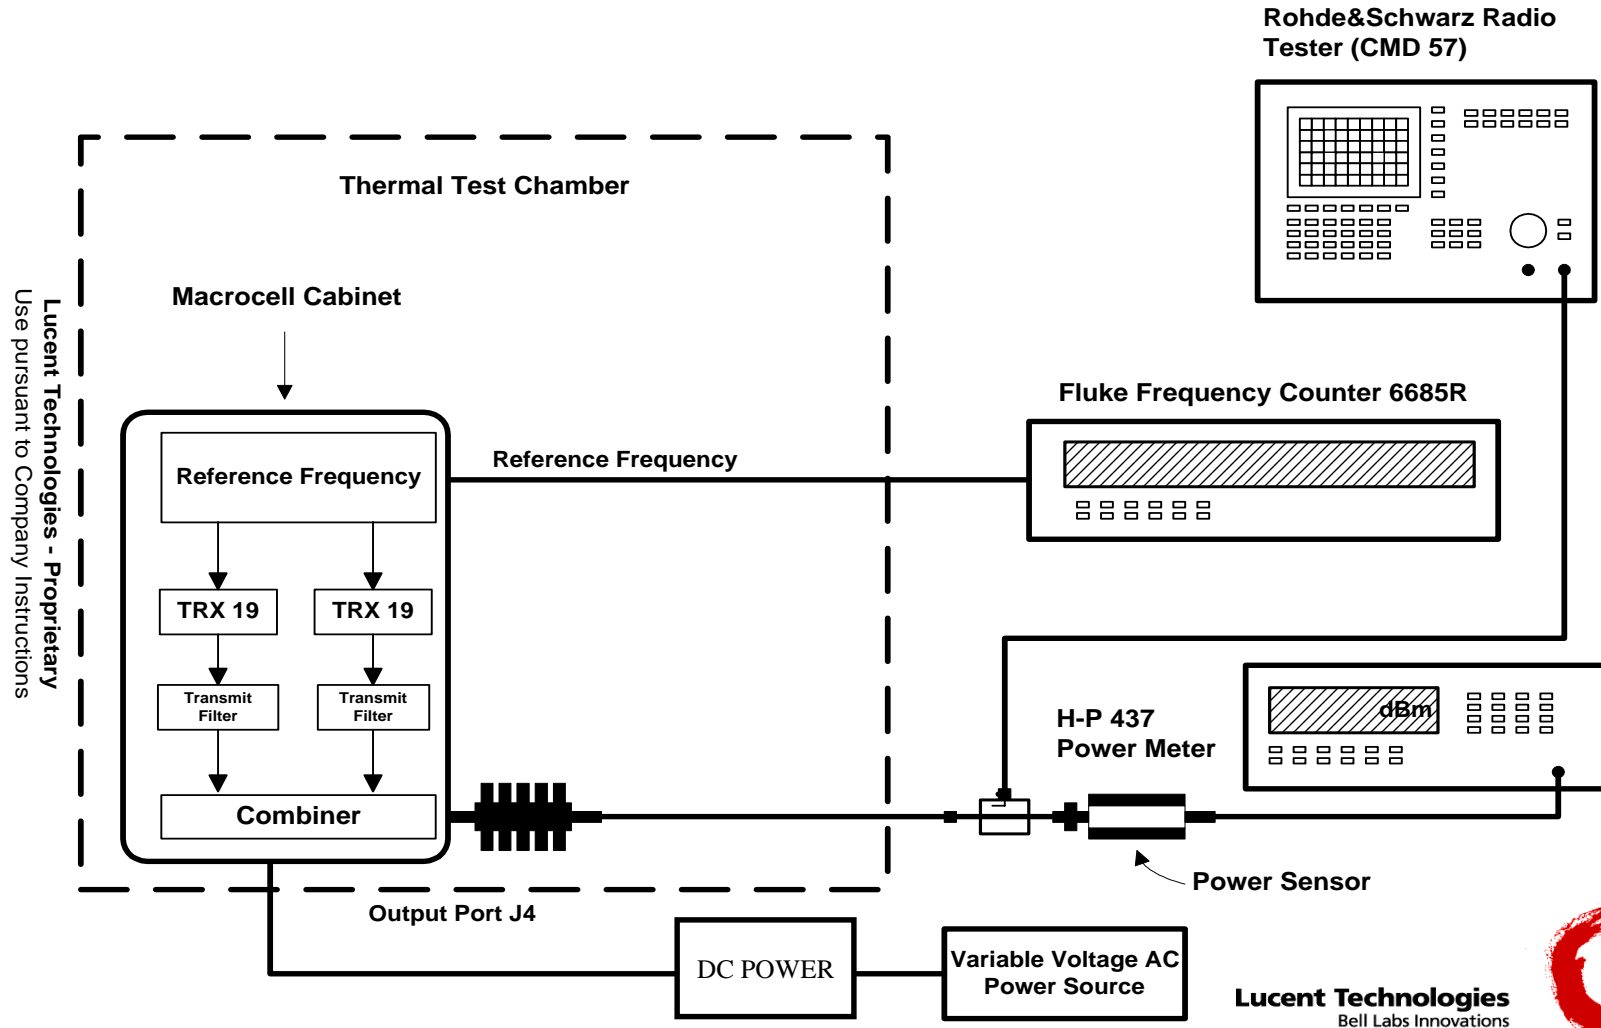 Rohde&Schwarz Radio
Tester (CMD 57)
Thermal Test Chamber
Macrocell Cabinet
Lucent Technologies - Proprietary
Use pursuant to Company Instructions
Fluke Frequency Counter 6685R
Reference Frequency
Reference Frequency
TRX 19
TRX 19
Transmit
Filter
Transmit
Filter
dBm
H-P 437
Power Meter
Combiner
Power Sensor
Output Port J4
DC POWER
Variable Voltage AC
Power Source
Lucent Technologies
Bell Labs Innovations